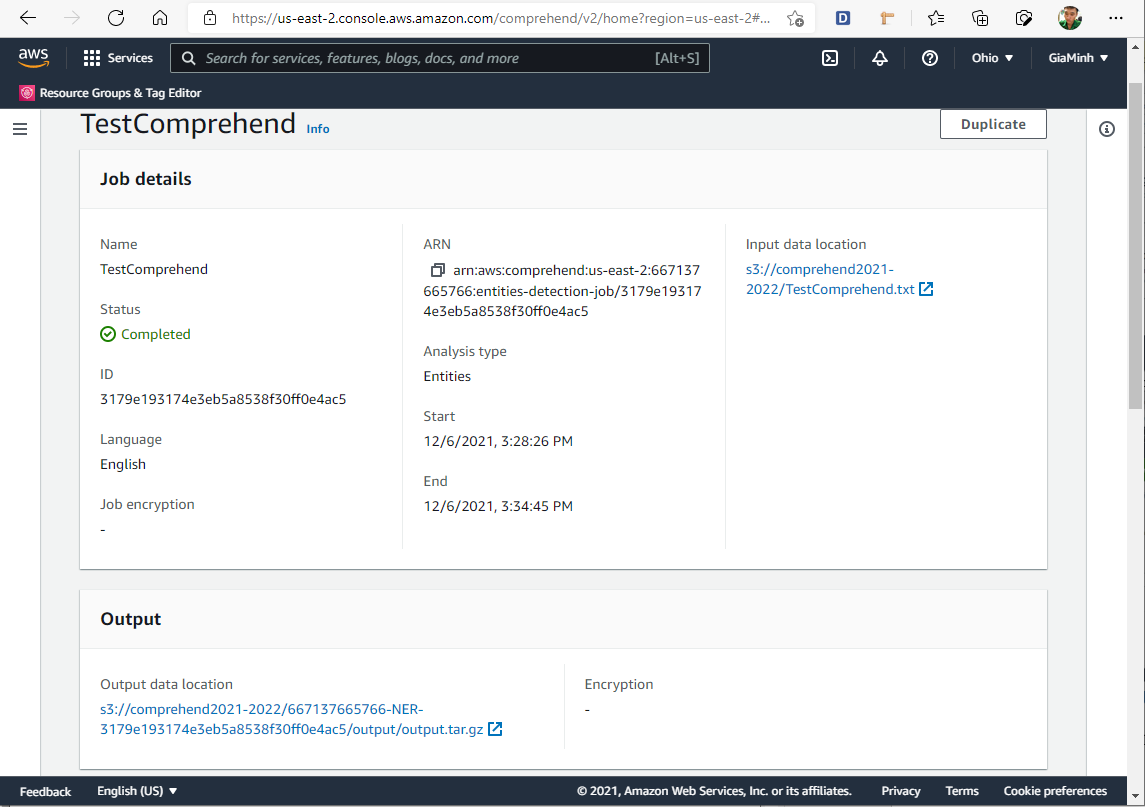 https://us-east-2.console.aws.amazon.com/comprehend/v2/home?region=us-east-2#...
D
aws
Services
Search for services, features, blogs, docs, and more
[Alt+S]
Ohio ▼
GiaMinh ▼
Resource Groups & Tag Editor
TestComprehend Info
Duplicate
Job details
Name
TestComprehend
Status
Completed
ID
3179e193174e3eb5a8538f30ff0e4ac5
Language
English
Job encryption
-
ARN
arn:aws:comprehend:us-east-2:667137
665766:entities-detection-job/3179e19317
4e3eb5a8538f30ff0e4ac5
Analysis type
Entities
Start
12/6/2021, 3:28:26 PM
End
12/6/2021, 3:34:45 PM
Input data location
s3://comprehend2021-
2022/TestComprehend.txt
Output
Output data location
s3://comprehend2021-2022/667137665766-NER-
3179e193174e3eb5a8538f30ff0e4ac5/output/output.tar.gz
Encryption
-
Feedback
English (US) ▼
© 2021, Amazon Web Services, Inc. or its affiliates.
Privacy
Terms
Cookie preferences